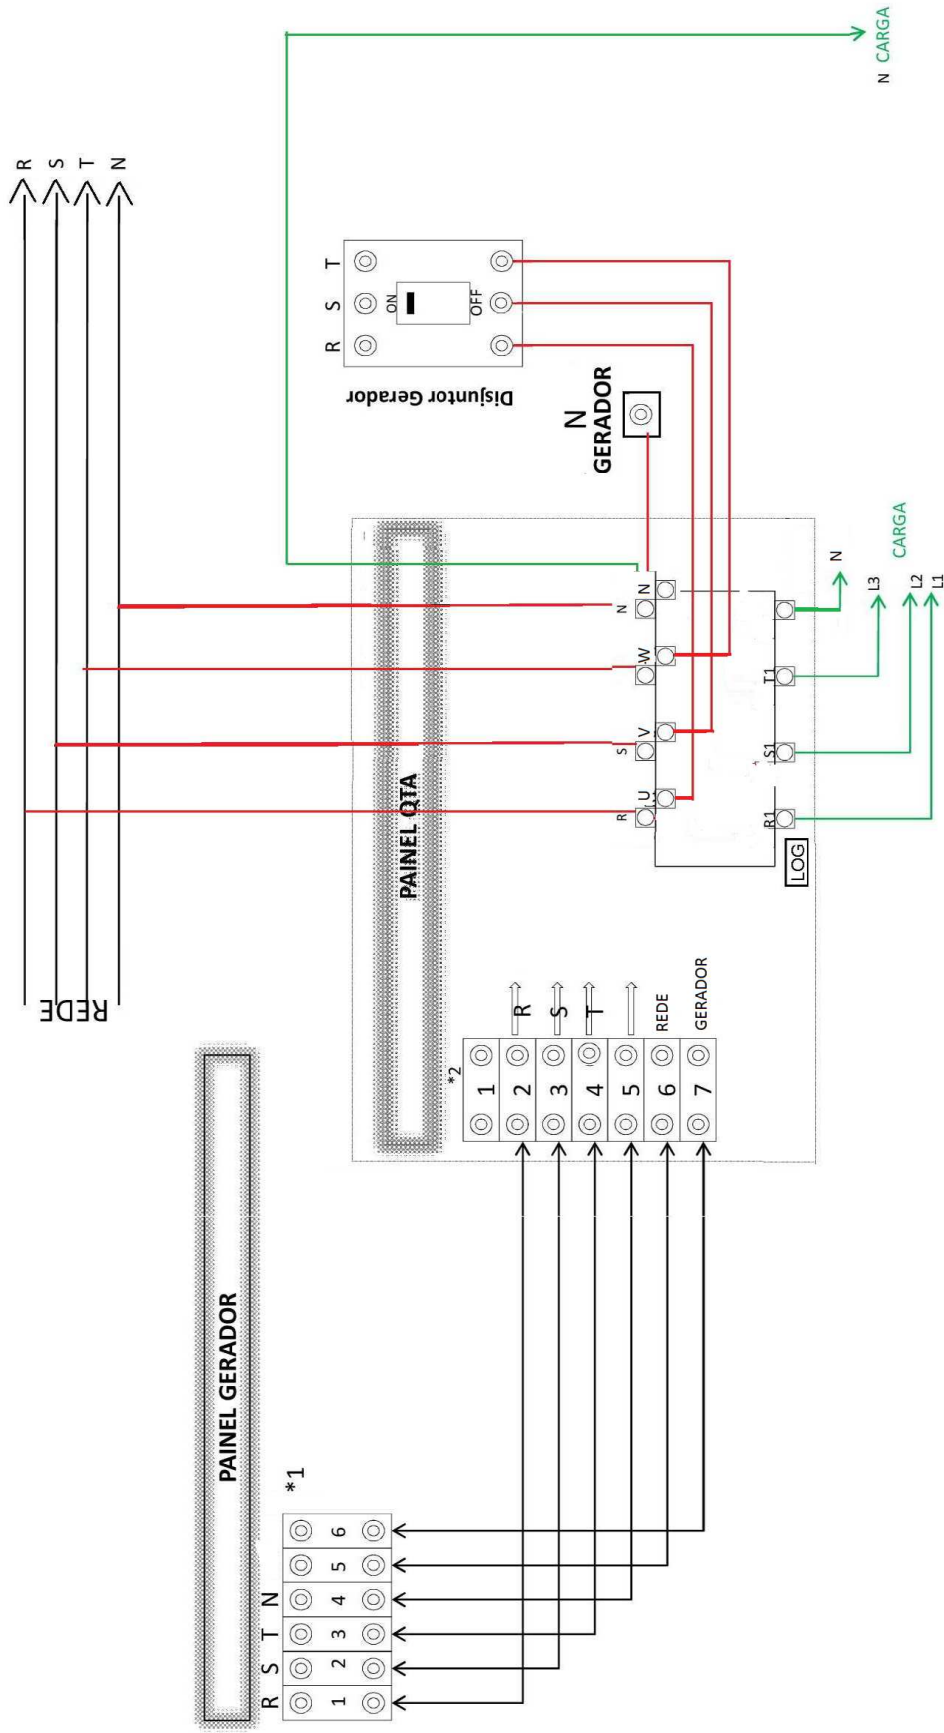 REDE
R
S
T
N
PAINEL GERADOR
*1
R S T N
1 2 3 4 5 6
PAINEL QTA
*2
1
2 R
3 S
4 T
5
6 REDE
7 GERADOR
Disjuntor Gerador
R S T
ON
OFF
N
GERADOR
R S N
U V W N
R1 S1 T1
LOG
N
L3
L2
L1
CARGA
N CARGA